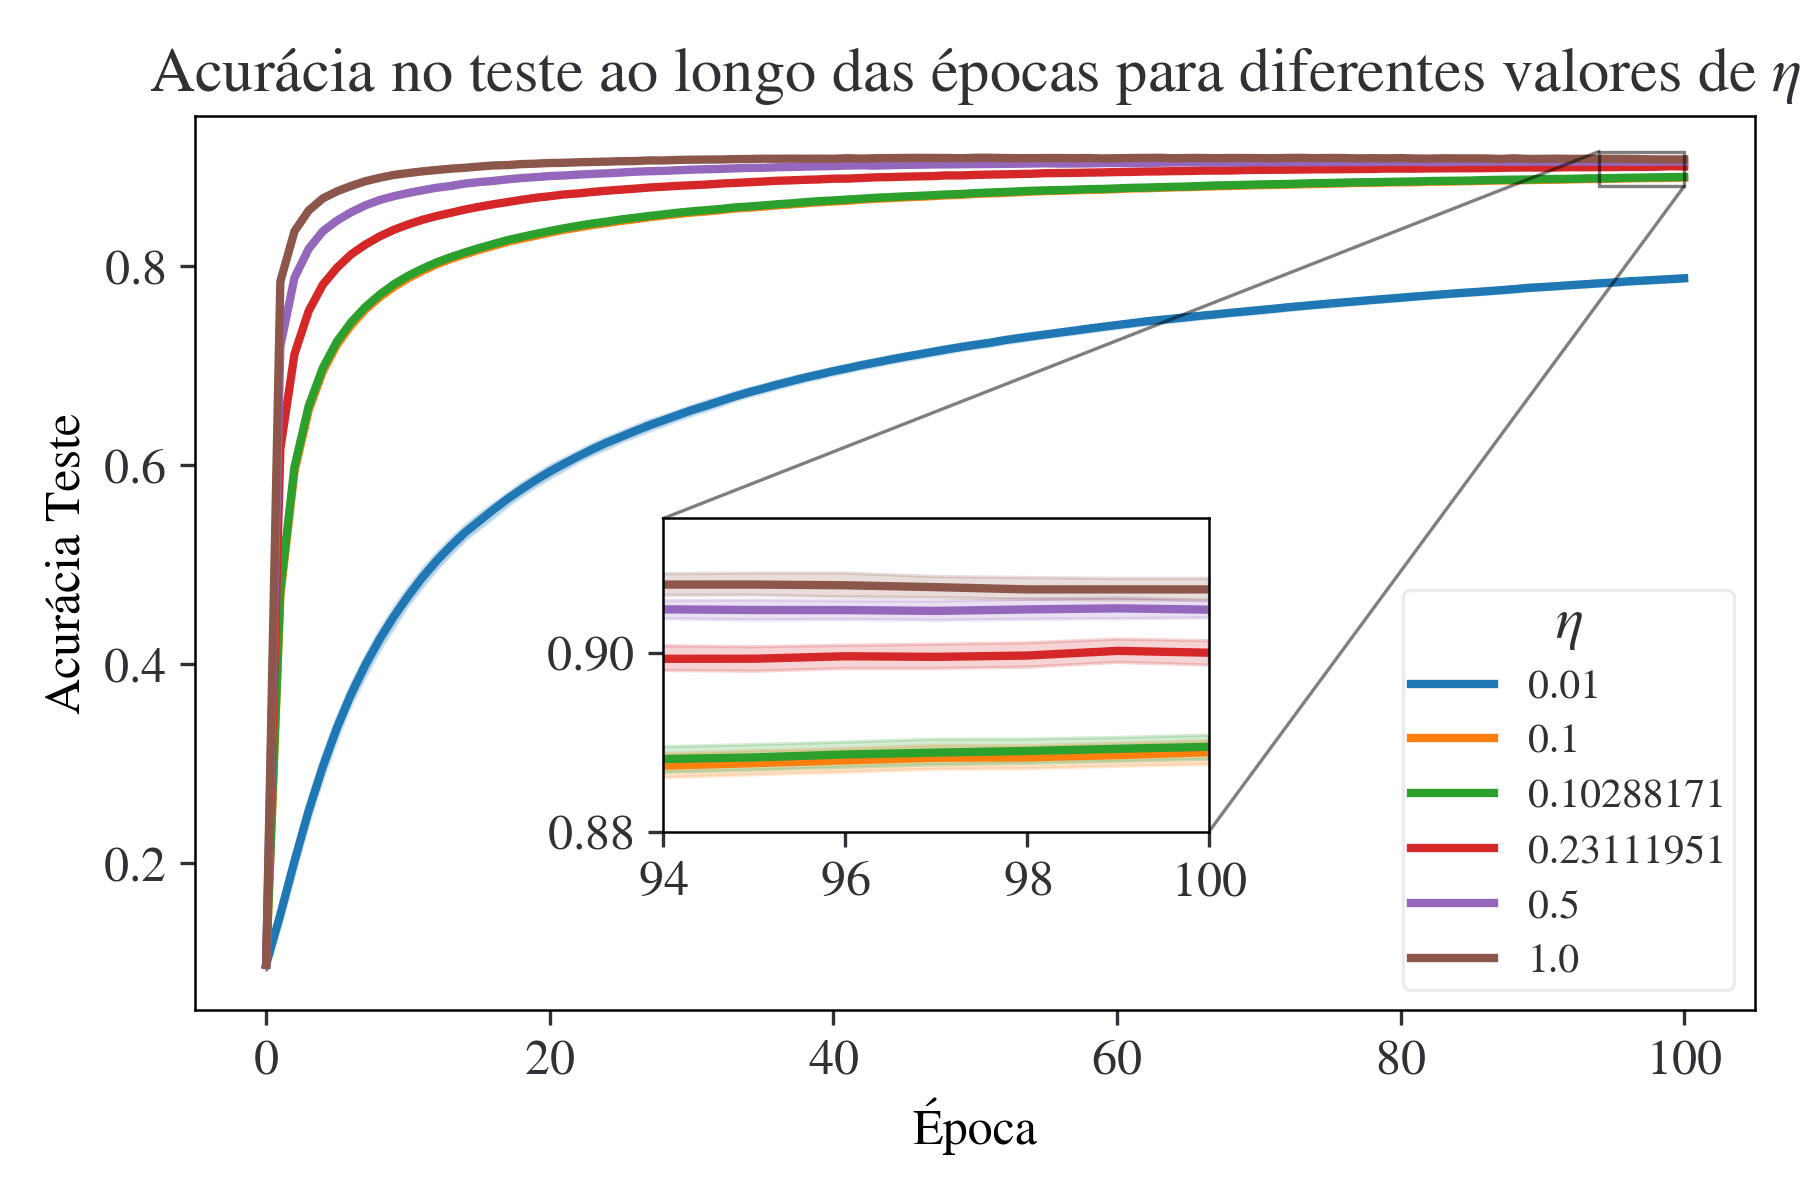 Acurácia no teste ao longo das épocas para diferentes valores de η
Acurácia Teste
0.8
0.6
0.4
0.2
0.90
0.88
94 96 98 100
η
0.01
0.1
0.10288171
0.23111951
0.5
1.0
0 20 40 60 80 100
Época